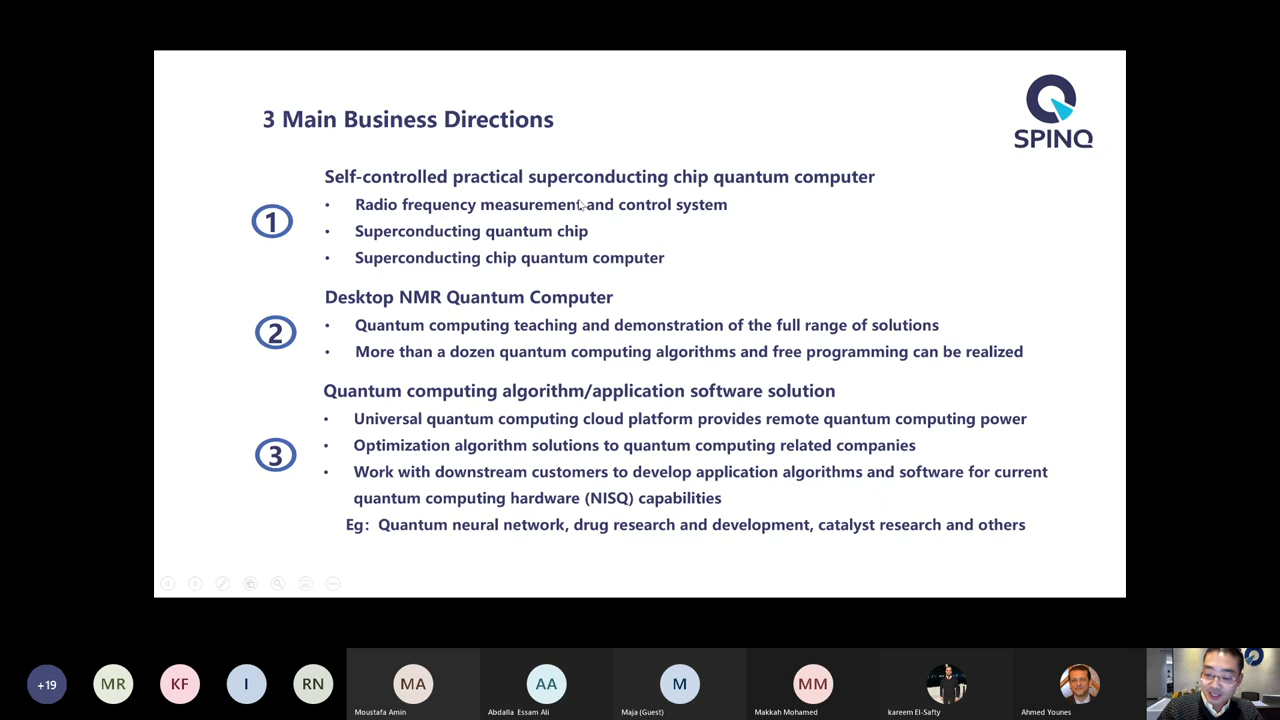 3 Main Business Directions
SPINQ
1
Self-controlled practical superconducting chip quantum computer
• Radio frequency measurement and control system
• Superconducting quantum chip
• Superconducting chip quantum computer
2
Desktop NMR Quantum Computer
• Quantum computing teaching and demonstration of the full range of solutions
• More than a dozen quantum computing algorithms and free programming can be realized
3
Quantum computing algorithm/application software solution
• Universal quantum computing cloud platform provides remote quantum computing power
• Optimization algorithm solutions to quantum computing related companies
• Work with downstream customers to develop application algorithms and software for current
quantum computing hardware (NISQ) capabilities
Eg: Quantum neural network, drug research and development, catalyst research and others
+19
MR
KF
I
RN
MA
AA
M
MM
Moustafa Amin
Abdalla Essam Ali
Maja (Guest)
Makkah Mohamed
kareem El-Safty
Ahmed Younes